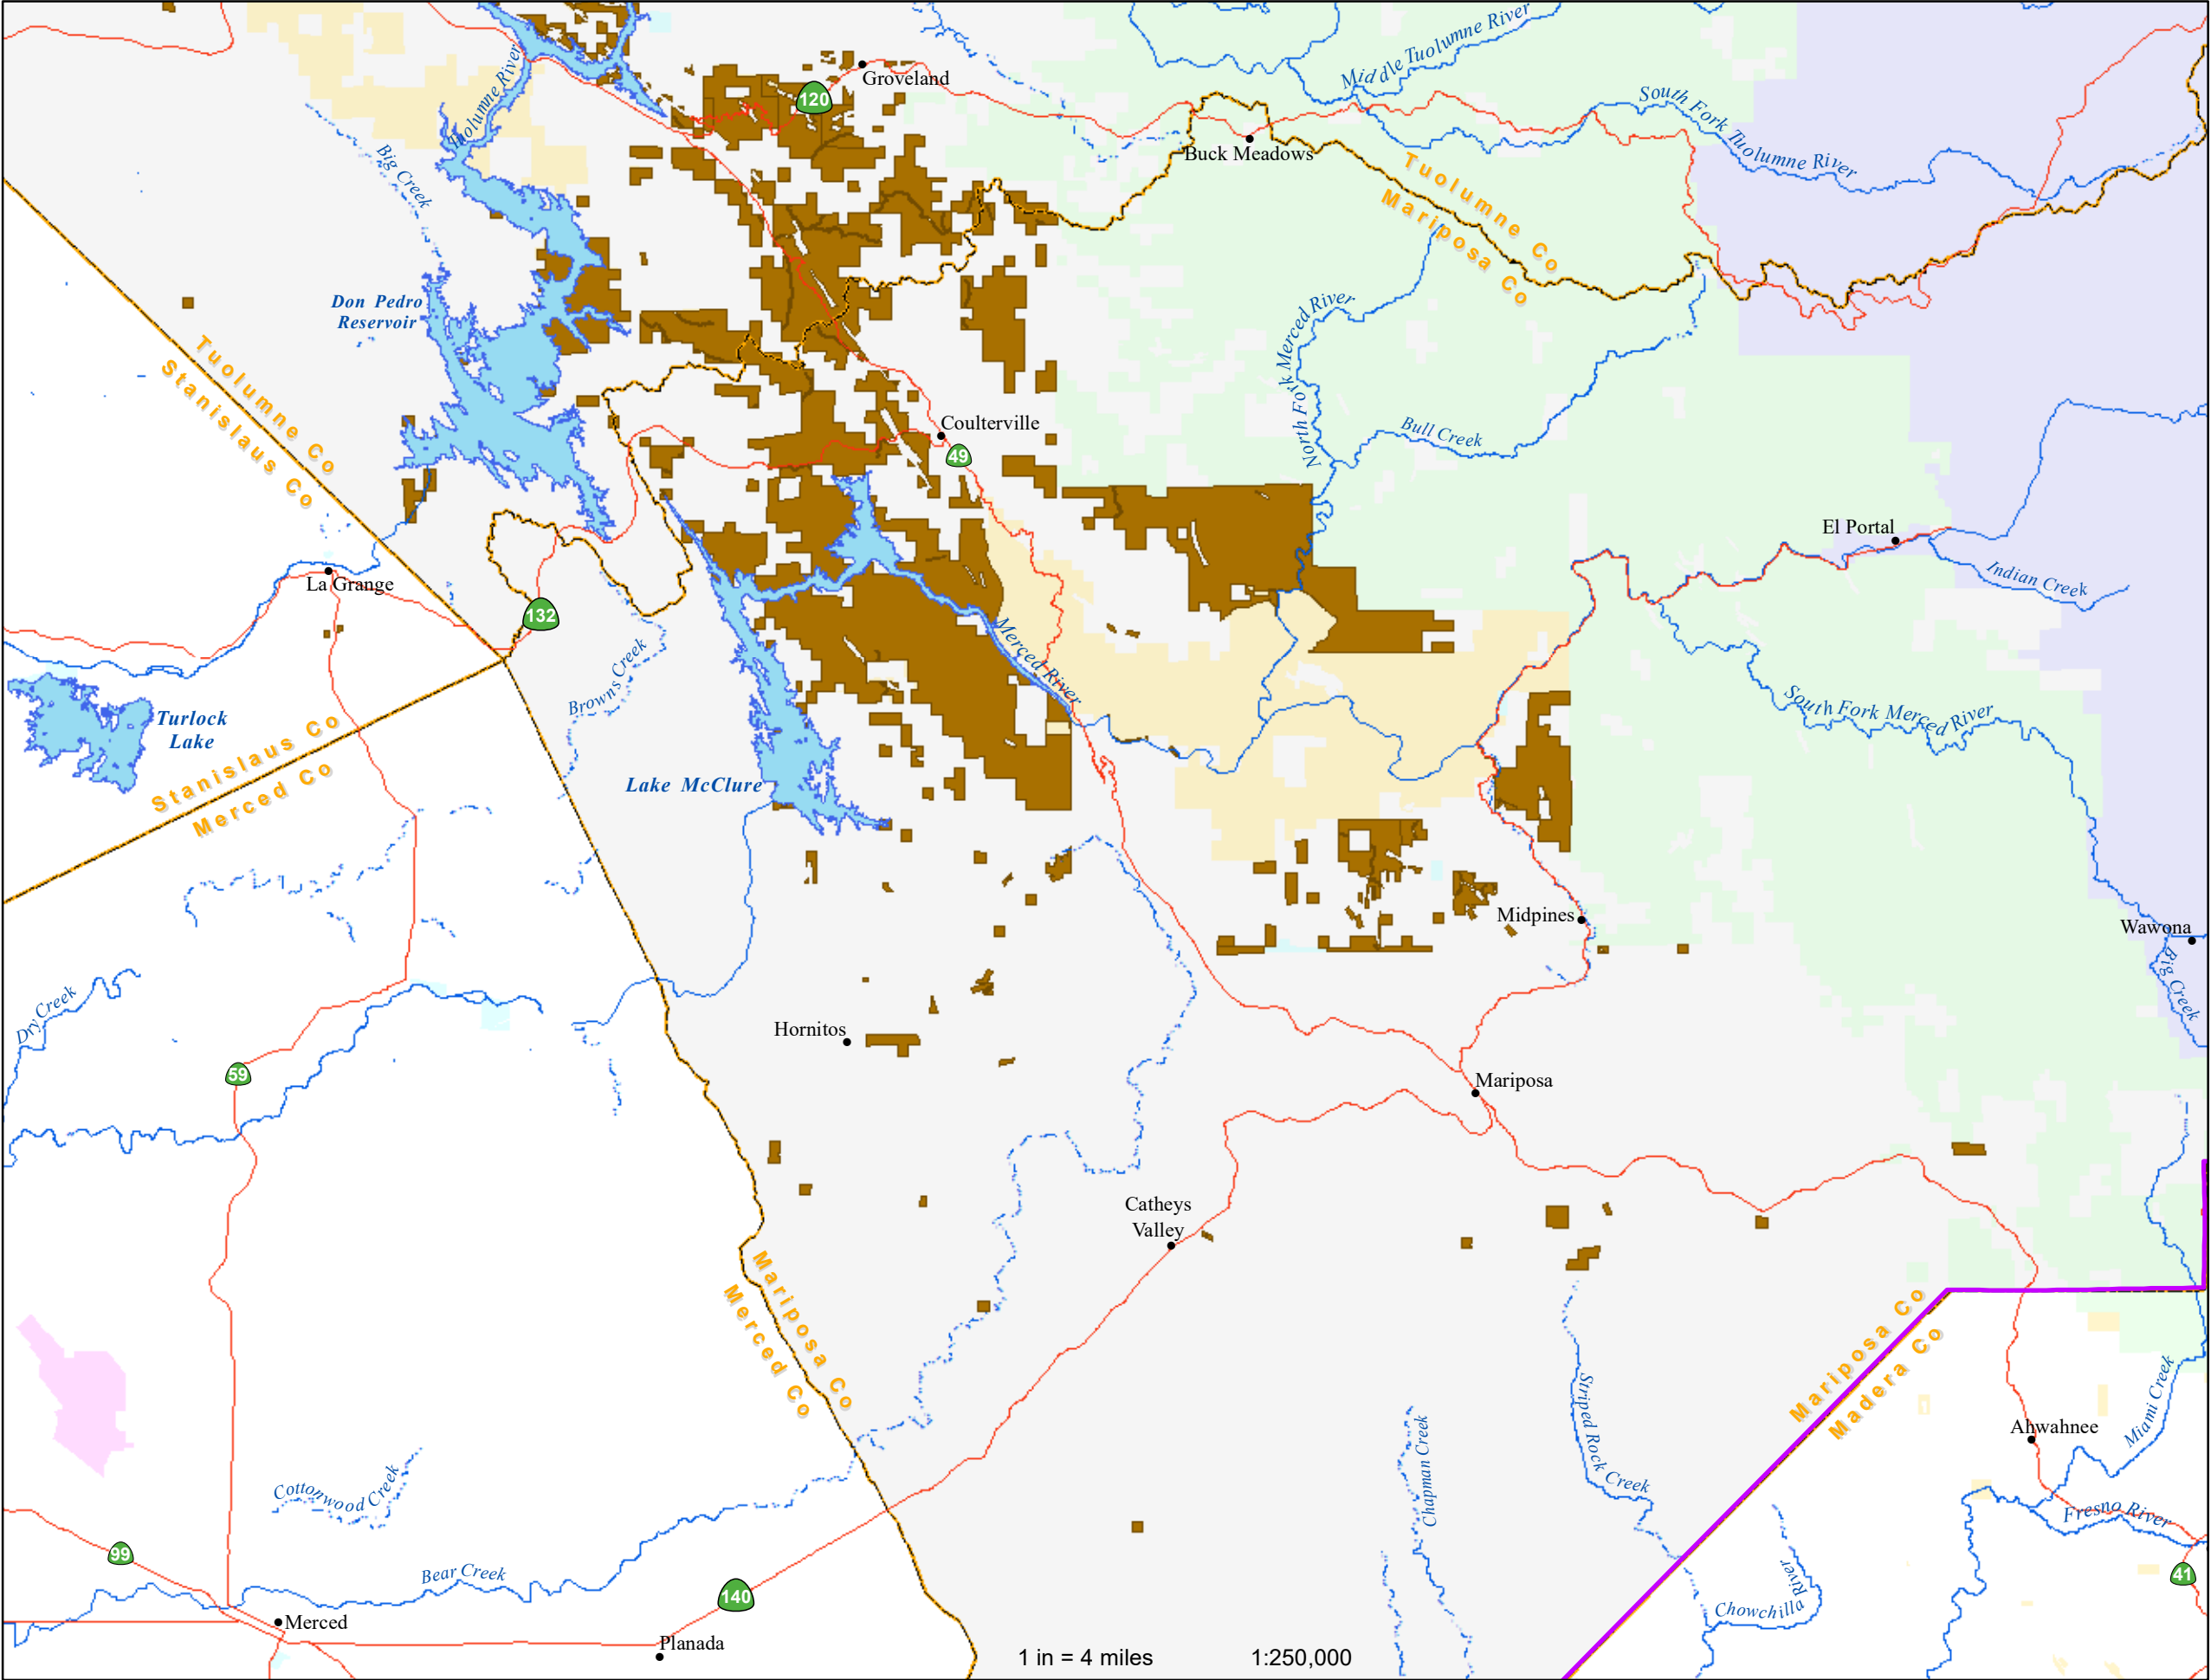 Tuolumne River
Groveland
120
Middle Tuolumne River
South Fork Tuolumne River
Buck Meadows
Big Creek
Tuolumne Co
Mariposa Co
Don Pedro
Reservoir
North Fork Merced River
Tuolumne Co
Stanislaus Co
Coulterville
49
Bull Creek
El Portal
Indian Creek
La Grange
132
Merced River
Browns Creek
South Fork Merced River
Turlock
Lake
Stanislaus Co
Merced Co
Lake McClure
Midpines
Wawona
Big Creek
Dry Creek
Hornitos
59
Mariposa
Catheys
Valley
Mariposa Co
Merced Co
Mariposa Co
Madera Co
Striped Rock Creek
Chapman Creek
Miami Creek
Ahwahnee
Cottonwood Creek
Fresno River
99
Bear Creek
140
41
Chowchilla River
Merced
Planada
1 in = 4 miles
1:250,000